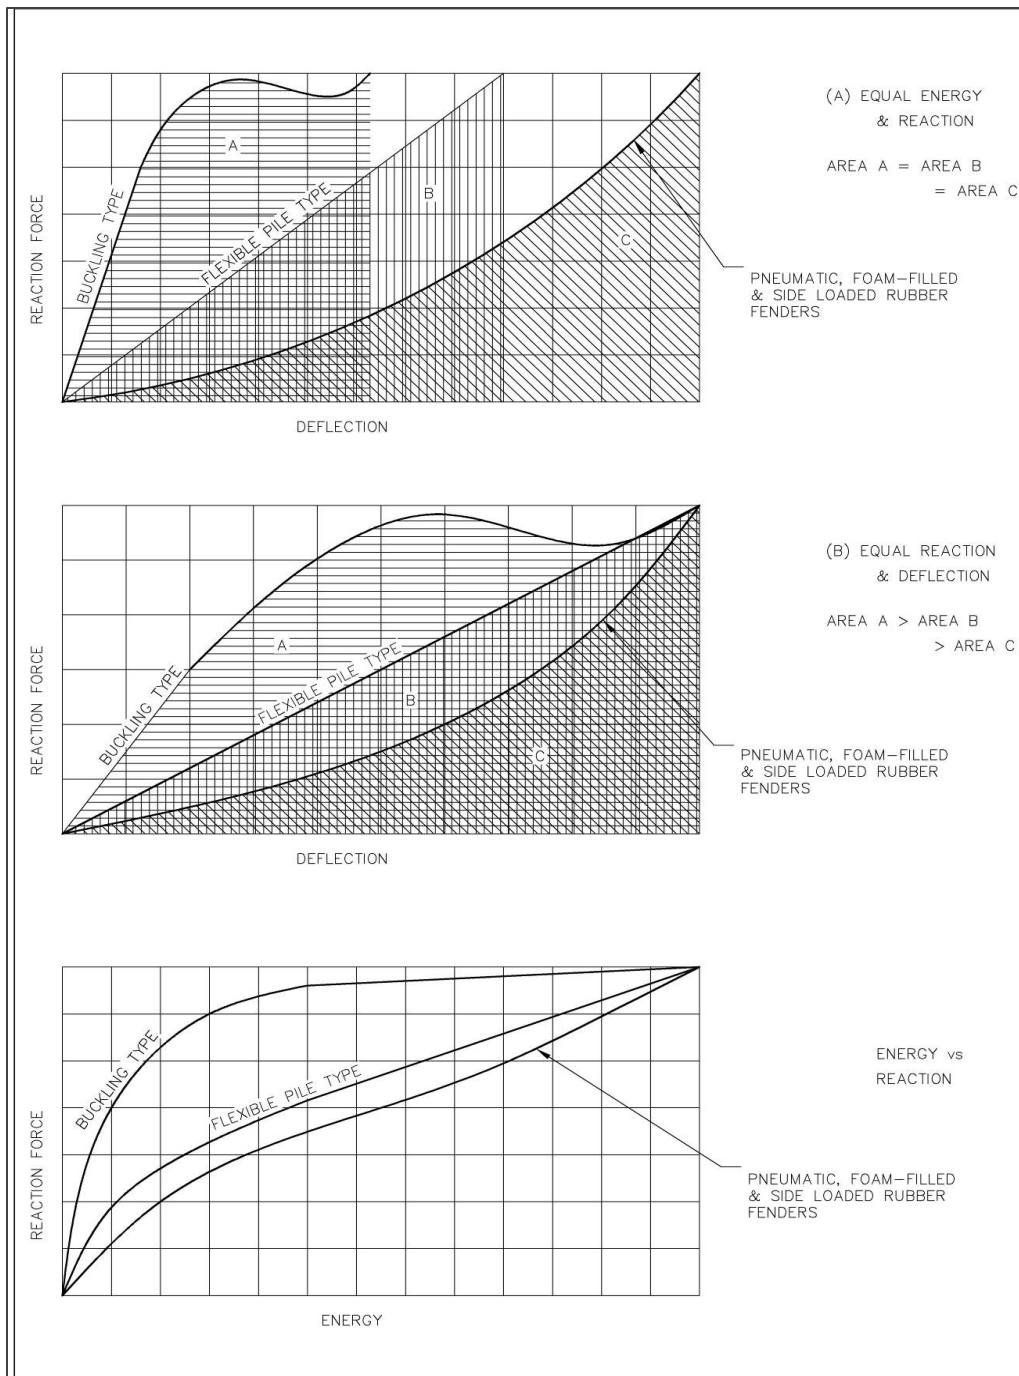 (A) EQUAL ENERGY
& REACTION
AREA A = AREA B
= AREA C
A
B
C
BUCKLING TYPE
FLEXIBLE PILE TYPE
REACTION FORCE
PNEUMATIC, FOAM-FILLED
& SIDE LOADED RUBBER
FENDERS
DEFLECTION
(B) EQUAL REACTION
& DEFLECTION
AREA A > AREA B
> AREA C
A
B
C
BUCKLING TYPE
FLEXIBLE PILE TYPE
REACTION FORCE
PNEUMATIC, FOAM-FILLED
& SIDE LOADED RUBBER
FENDERS
DEFLECTION
ENERGY vs
REACTION
BUCKLING TYPE
FLEXIBLE PILE TYPE
REACTION FORCE
PNEUMATIC, FOAM-FILLED
& SIDE LOADED RUBBER
FENDERS
ENERGY